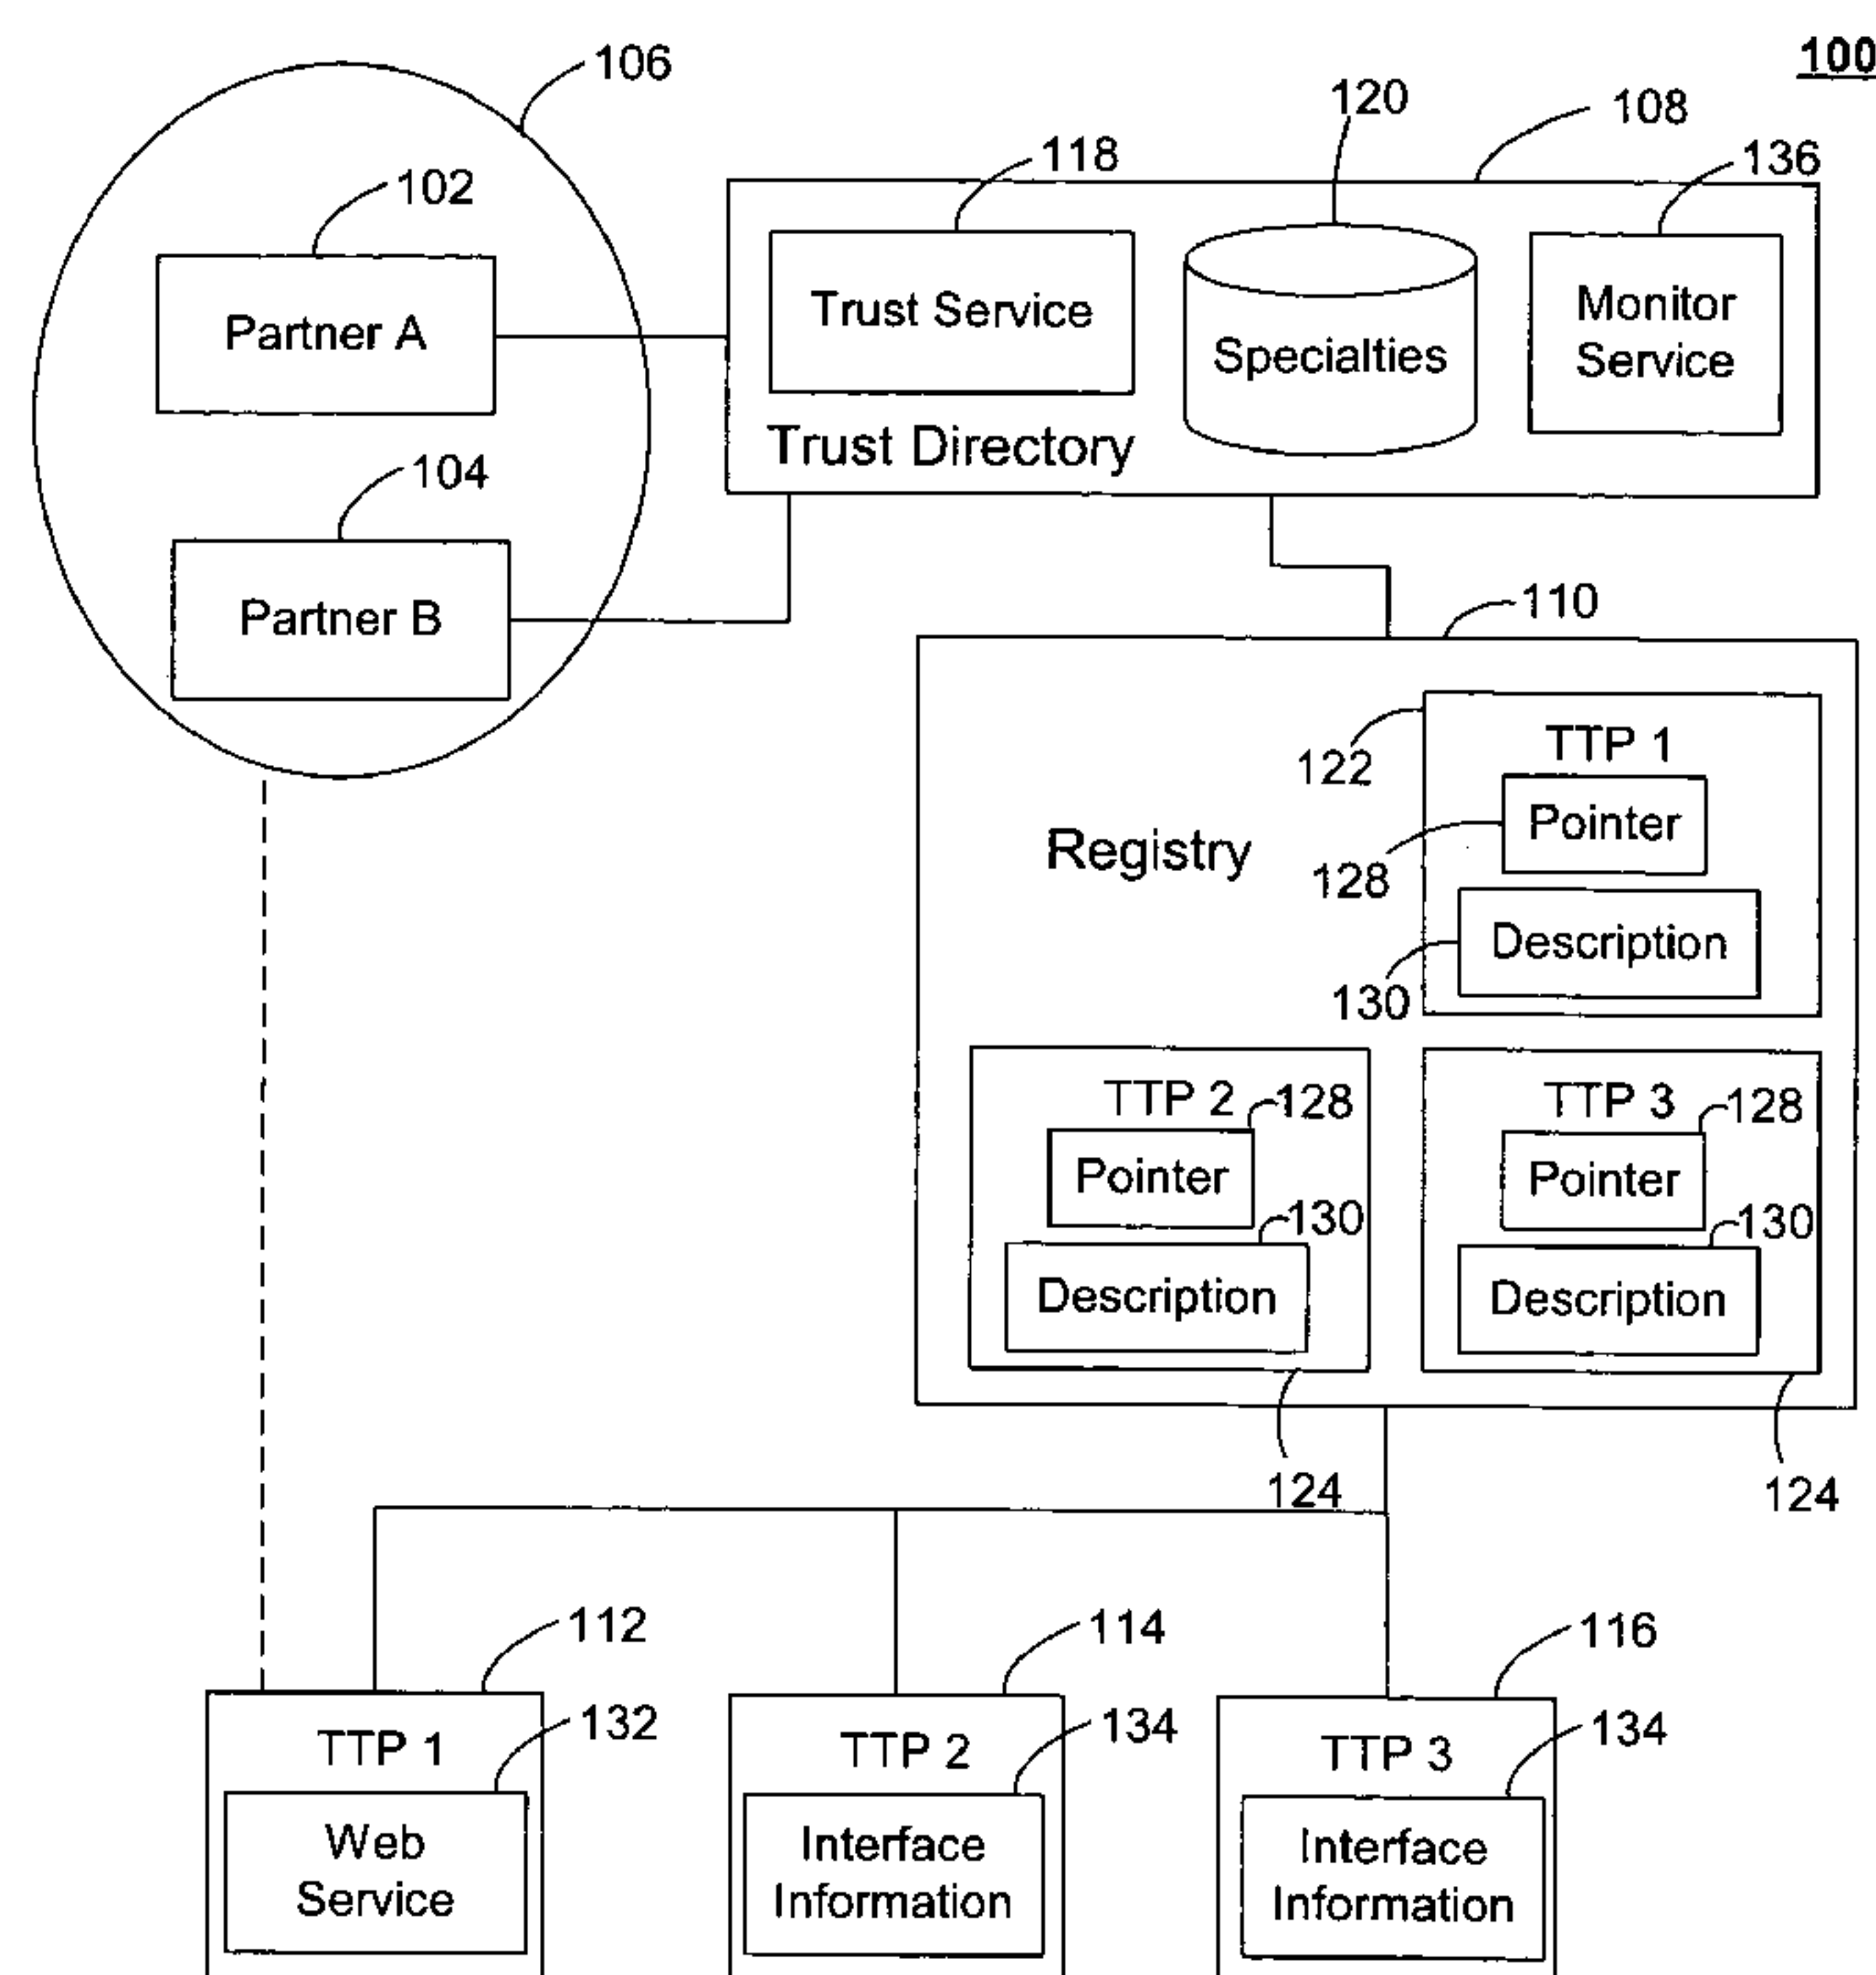 100
106
120
108
118
136
102
Partner A
Trust Service
Specialties
Monitor
Service
Trust Directory
104
Partner B
110
122
TTP 1
Pointer
128
Registry
Description
130
TTP 2
128
Pointer
130
Description
TTP 3
128
Pointer
130
Description
124
124
112
114
116
TTP 1
132
Web
Service
TTP 2
134
Interface
Information
TTP 3
134
Interface
Information